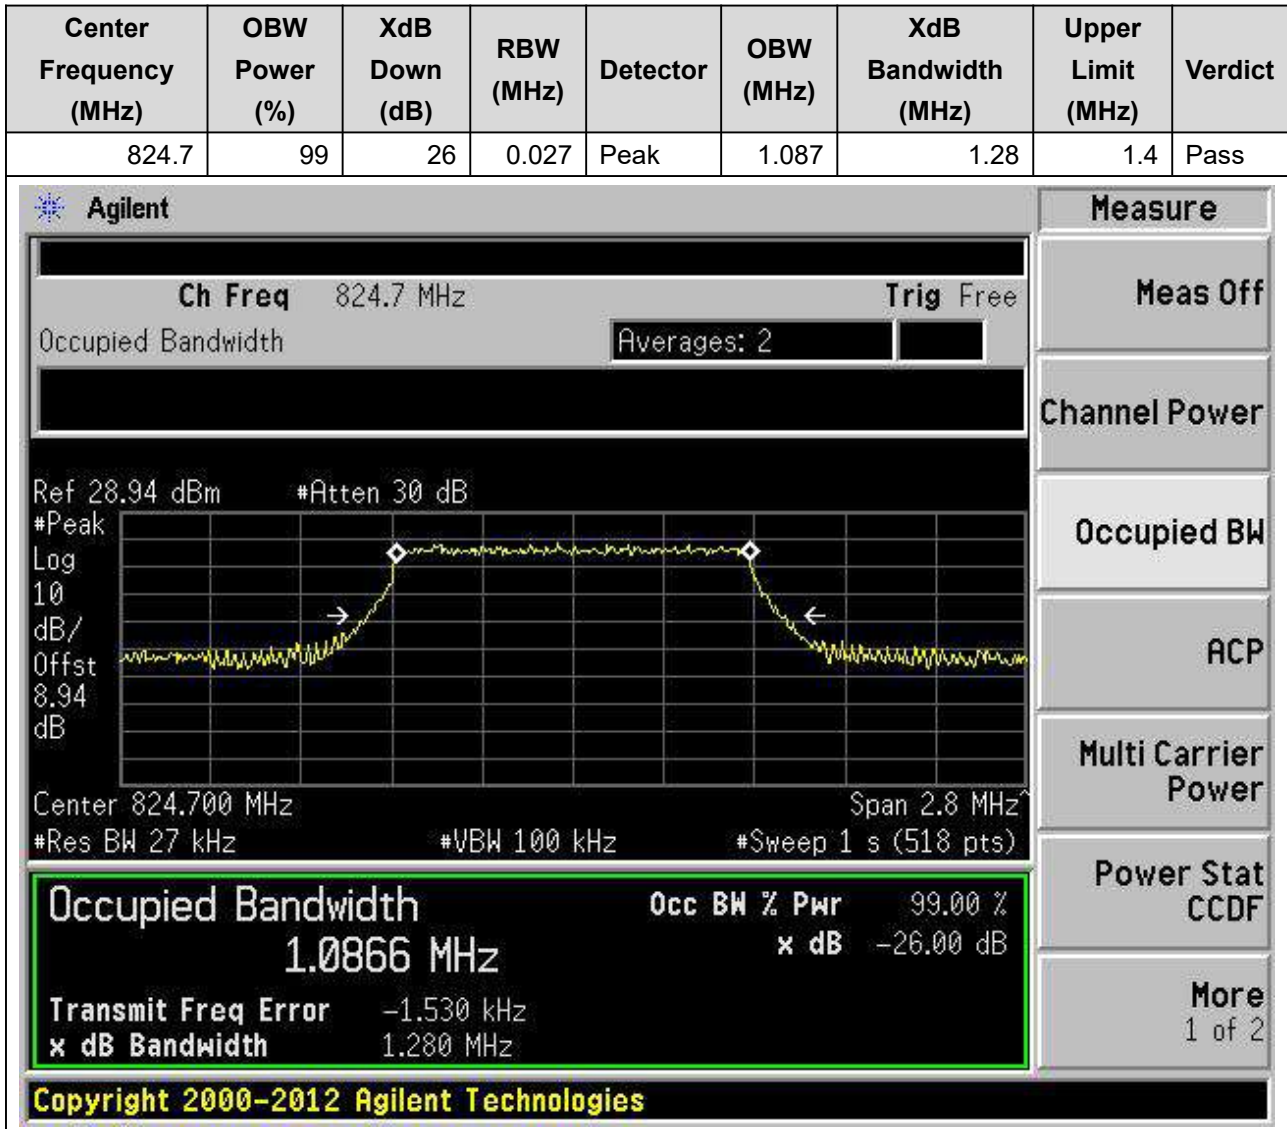 Center Frequency (MHz) OBW Power (%) XdB Down (dB) RBW (MHz) Detector OBW (MHz) XdB Bandwidth (MHz) Upper Limit (MHz) Verdict
824.7 99 26 0.027 Peak 1.087 1.28 1.4 Pass
Agilent
Measure
Ch Freq 824.7 MHz Trig Free
Meas Off
Occupied Bandwidth Averages: 2
Channel Power
Ref 28.94 dBm #Atten 30 dB
#Peak
Log
10
dB/
Offst
8.94
dB
Occupied BW
ACP
Center 824.700 MHz Span 2.8 MHz^
#Res BW 27 kHz #VBW 100 kHz #Sweep 1 s (518 pts)
Multi Carrier
Power
Occupied Bandwidth Occ BW % Pwr 99.00 %
1.0866 MHz x dB -26.00 dB
Power Stat
CCDF
Transmit Freq Error -1.530 kHz
x dB Bandwidth 1.280 MHz
More
1 of 2
Copyright 2000-2012 Agilent Technologies